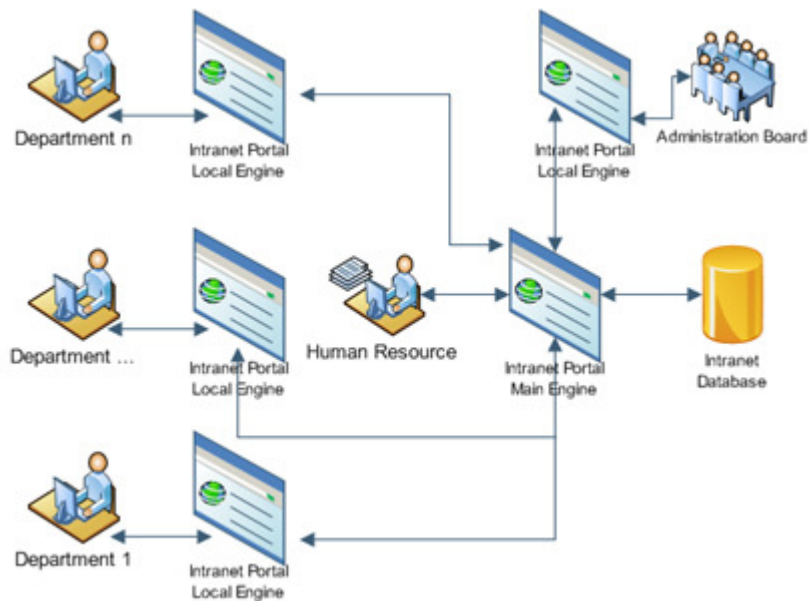 Department n
Intranet Portal
Local Engine
Intranet Portal
Local Engine
Administration Board
Department ...
Intranet Portal
Local Engine
Human Resource
Intranet Portal
Main Engine
Intranet
Database
Department 1
Intranet Portal
Local Engine